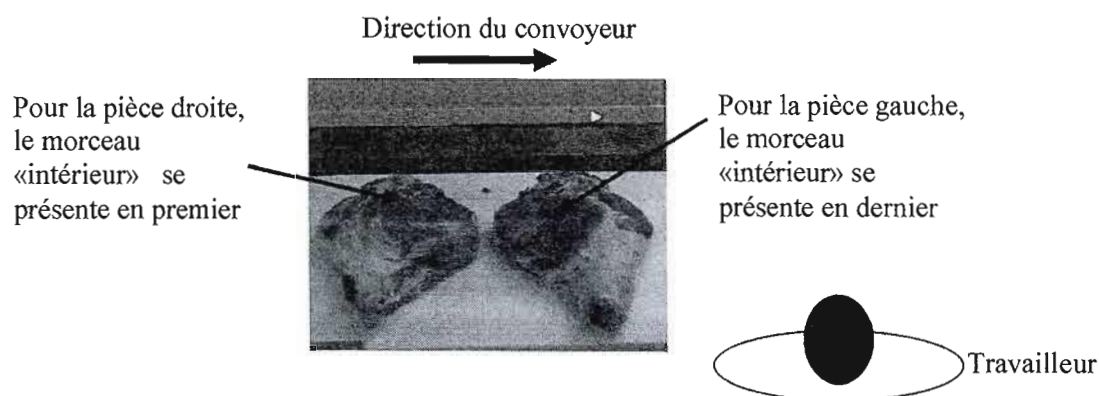 Direction du convoyeur
Pour la pièce droite,
le morceau
«intérieur» se
présente en premier
Pour la pièce gauche,
le morceau
«intérieur» se
présente en dernier
Travailleur